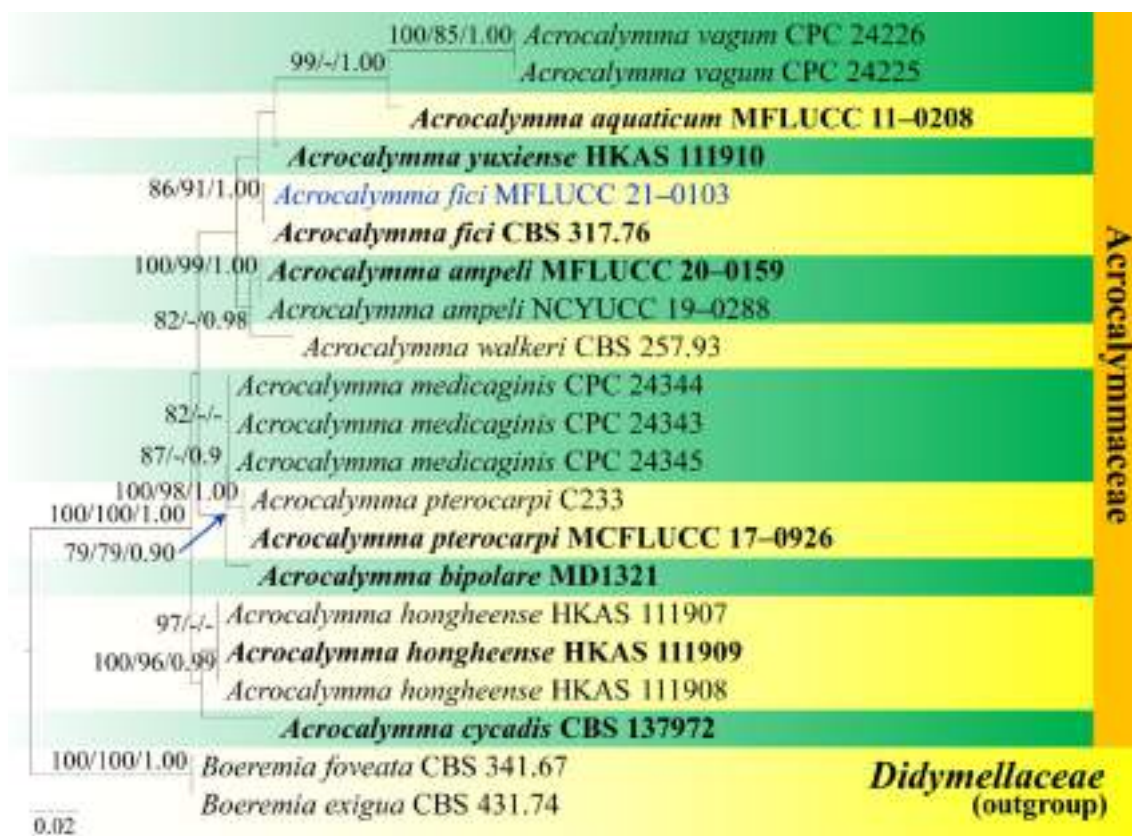 100/85/1.00 Acrocalymma vagum CPC 24226
99/-/1.00 Acrocalymma vagum CPC 24225
Acrocalymma aquaticum MFLUCC 11–0208
Acrocalymma yuxiense HKAS 111910
86/91/1.00 Acrocalymma fici MFLUCC 21–0103
Acrocalymma fici CBS 317.76
100/99/1.00 Acrocalymma ampeli MFLUCC 20–0159
Acrocalymma ampeli NCYUCC 19–0288
82/-/0.98 Acrocalymma walkeri CBS 257.93
Acrocalymma medicaginis CPC 24344
82/-/- Acrocalymma medicaginis CPC 24343
87/-/0.9 Acrocalymma medicaginis CPC 24345
100/98/1.00 Acrocalymma pterocarpi C233
100/100/1.00
79/79/0.90 Acrocalymma pterocarpi MCFLUCC 17–0926
Acrocalymma bipolare MD1321
97/-/- Acrocalymma hongheense HKAS 111907
100/96/0.99 Acrocalymma hongheense HKAS 111909
Acrocalymma hongheense HKAS 111908
Acrocalymma cycadis CBS 137972
100/100/1.00 Boeremia foveata CBS 341.67
Boeremia exigua CBS 431.74
0.02
Acrocalymmaceae
Didymellaceae
(outgroup)